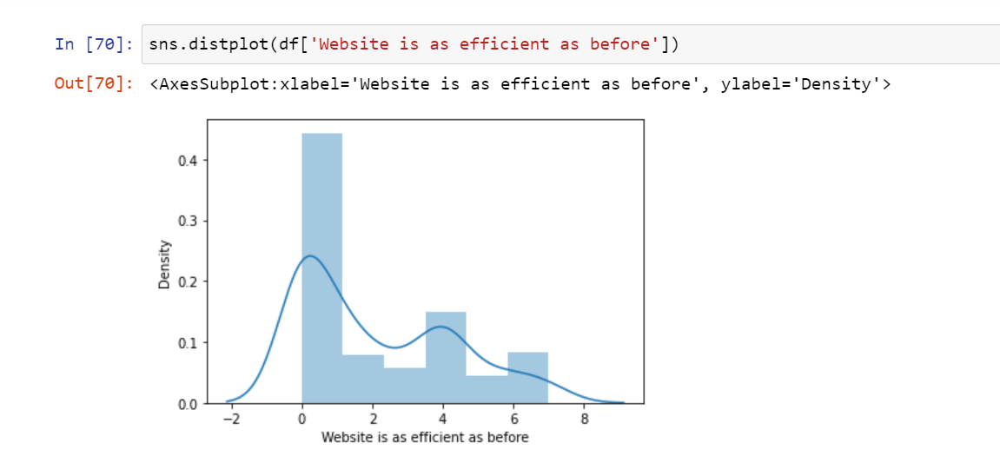 In [70]: sns.distplot(df['Website is as efficient as before'])
Out[70]: <AxesSubplot:xlabel='Website is as efficient as before', ylabel='Density'>
0.4
0.3
0.2
0.1
0.0
Density
−2 0 2 4 6 8
Website is as efficient as before